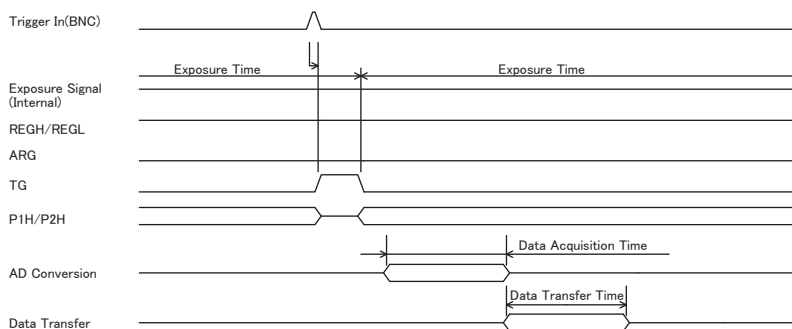 Trigger In(BNC)
Exposure Time
Exposure Time
Exposure Signal
(Internal)
REGH/REGL
ARG
TG
P1H/P2H
Data Acquisition Time
AD Conversion
Data Transfer Time
Data Transfer